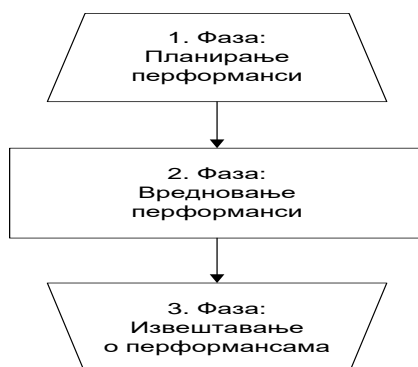 1. Фаза:
Планирање
перформанси
2. Фаза:
Вредновање
перформанси
3. Фаза:
Извештавање
о перформансама